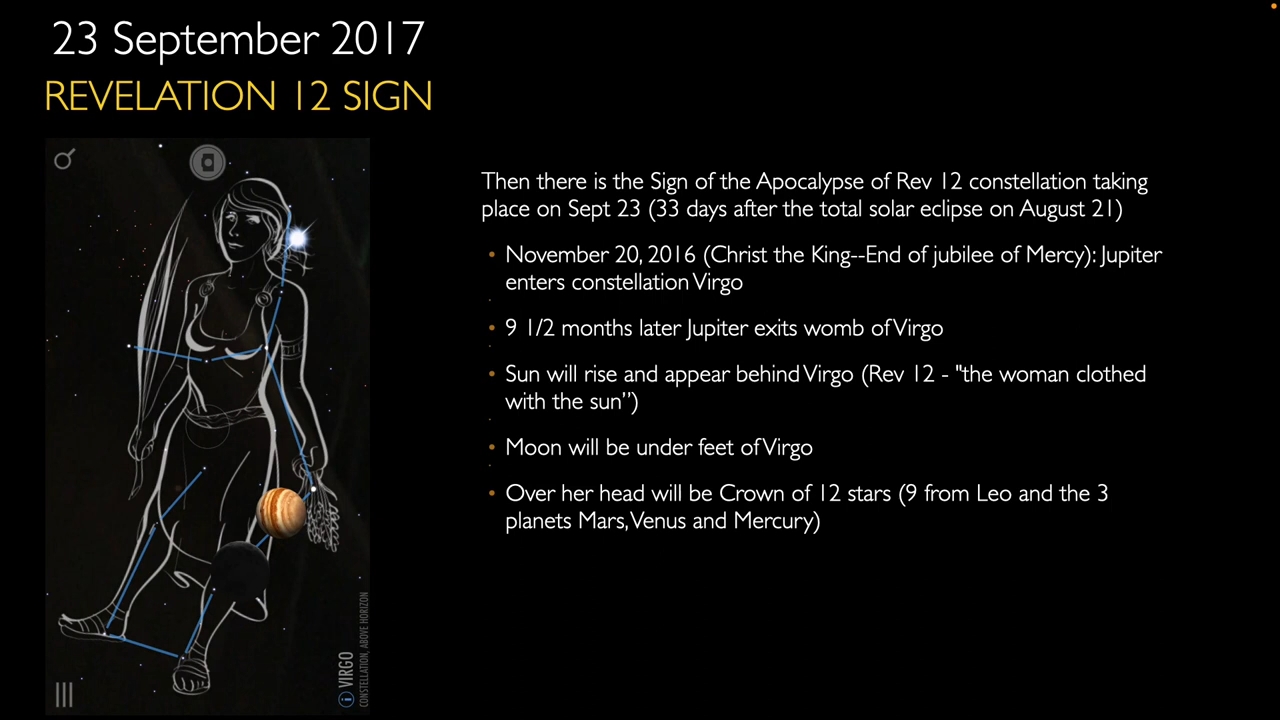 23 September 2017
REVELATION 12 SIGN
Then there is the Sign of the Apocalypse of Rev 12 constellation taking
place on Sept 23 (33 days after the total solar eclipse on August 21)
• November 20, 2016 (Christ the King--End of jubilee of Mercy): Jupiter
enters constellation Virgo
• 9 1/2 months later Jupiter exits womb of Virgo
• Sun will rise and appear behind Virgo (Rev 12 - "the woman clothed
with the sun”)
• Moon will be under feet of Virgo
• Over her head will be Crown of 12 stars (9 from Leo and the 3
planets Mars, Venus and Mercury)
VIRGO
CONSTELLATION, ABOVE HORIZON